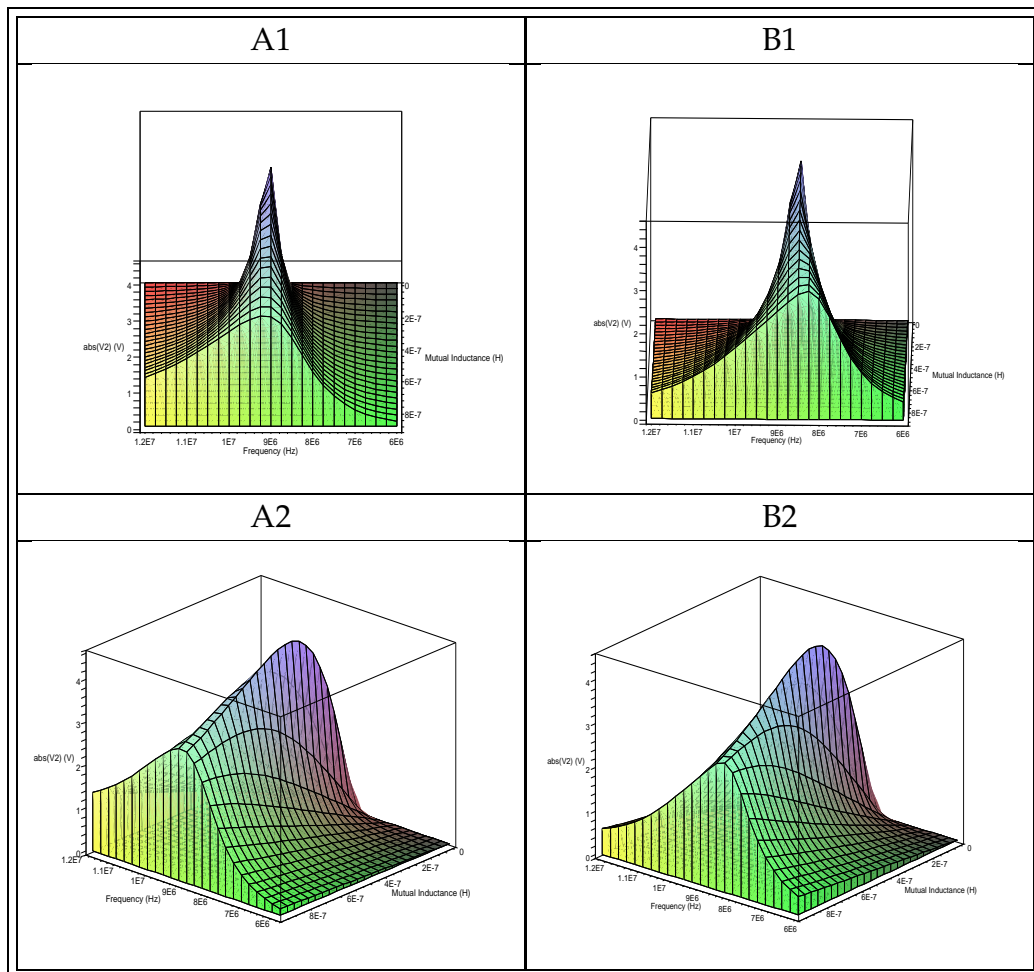 A1
B1
4
3
2
1
0
abs(V2) (V)
1.2E7
1.1E7
1E7
9E6
8E6
7E6
6E6
Frequency (Hz)
0
2E-7
4E-7
6E-7
8E-7
Mutual Inductance (H)
4
3
2
1
0
abs(V2) (V)
1.2E7
1.1E7
1E7
9E6
8E6
7E6
6E6
Frequency (Hz)
0
2E-7
4E-7
6E-7
8E-7
Mutual Inductance (H)
A2
B2
4
3
2
1
0
abs(V2) (V)
1.2E7
1.1E7
1E7
9E6
8E6
7E6
6E6
Frequency (Hz)
0
2E-7
4E-7
6E-7
8E-7
Mutual Inductance (H)
4
3
2
1
0
abs(V2) (V)
1.2E7
1.1E7
1E7
9E6
8E6
7E6
6E6
Frequency (Hz)
0
2E-7
4E-7
6E-7
8E-7
Mutual Inductance (H)